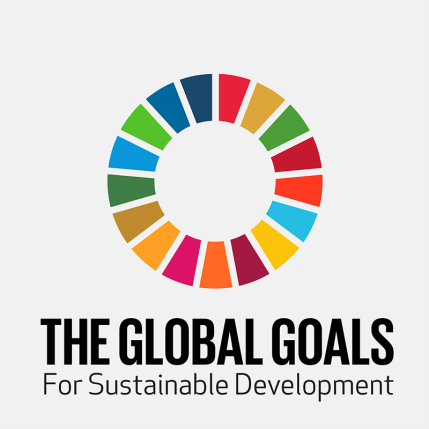 THE GLOBAL GOALS
For Sustainable Development